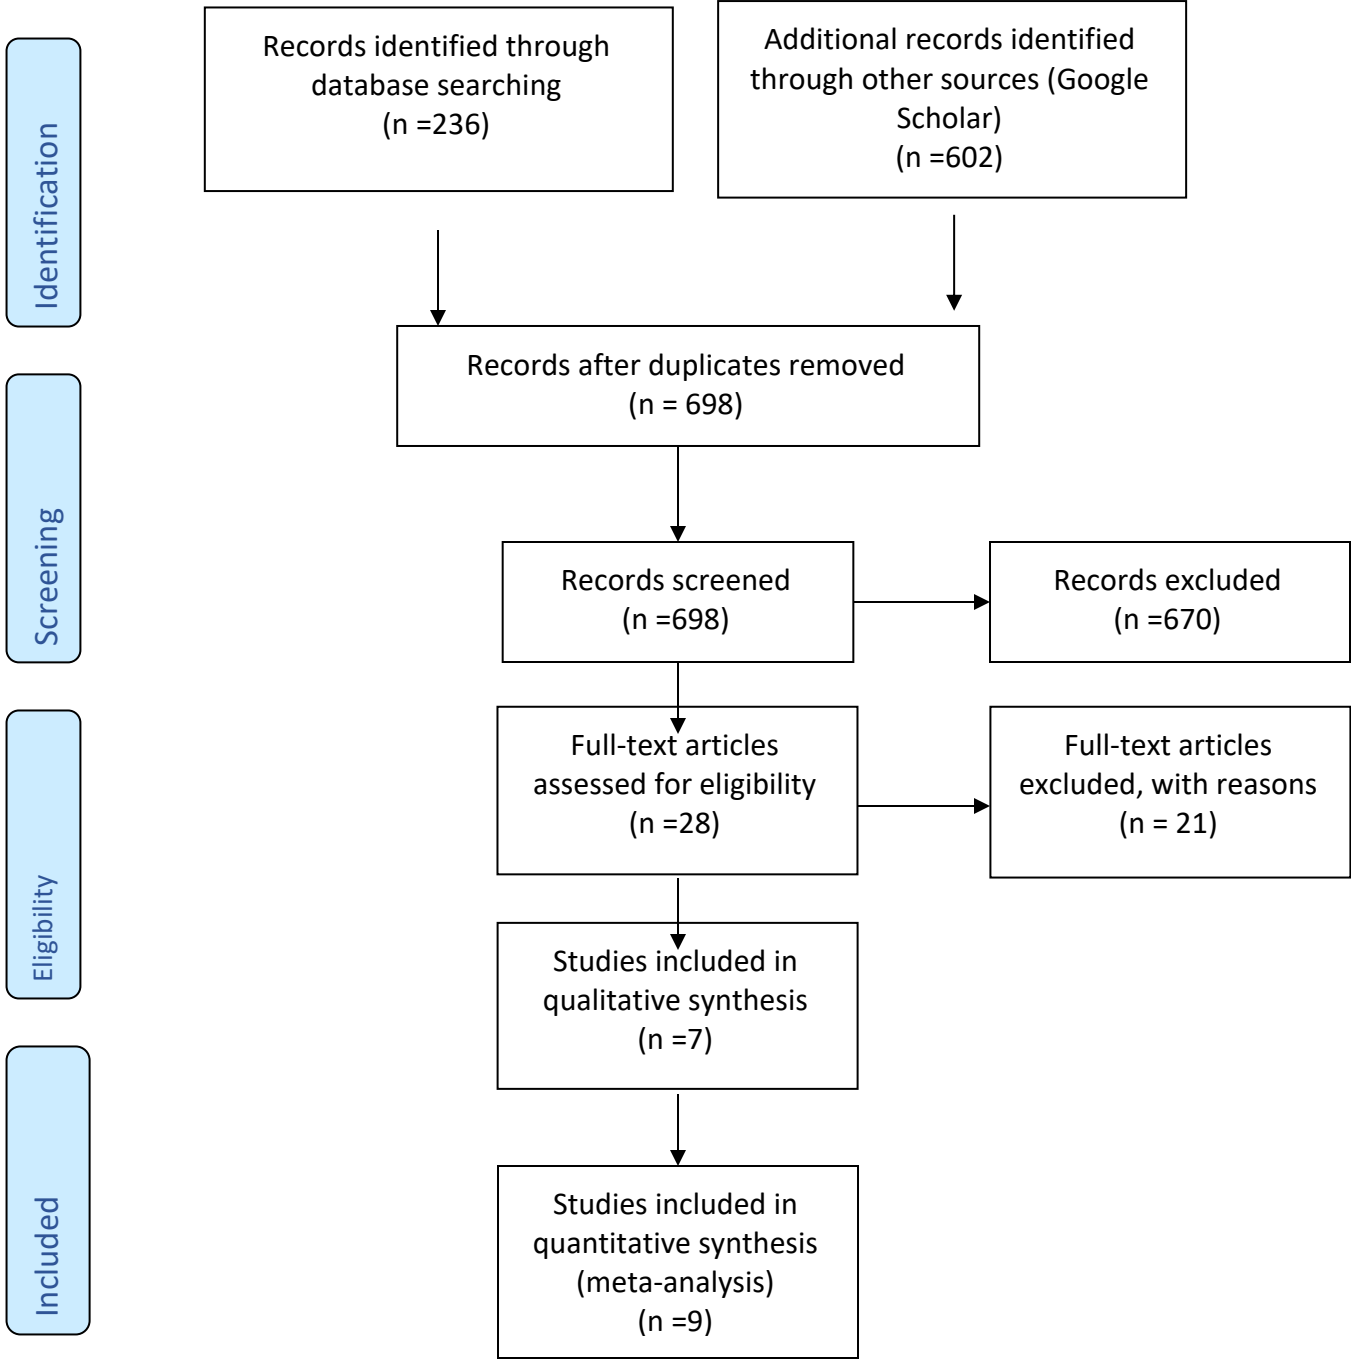 Identification
Records identified through
database searching
(n =236)
Additional records identified
through other sources (Google
Scholar)
(n =602)
Records after duplicates removed
(n = 698)
Screening
Records screened
(n =698)
Records excluded
(n =670)
Eligibility
Full-text articles
assessed for eligibility
(n =28)
Full-text articles
excluded, with reasons
(n = 21)
Studies included in
qualitative synthesis
(n =7)
Included
Studies included in
quantitative synthesis
(meta-analysis)
(n =9)